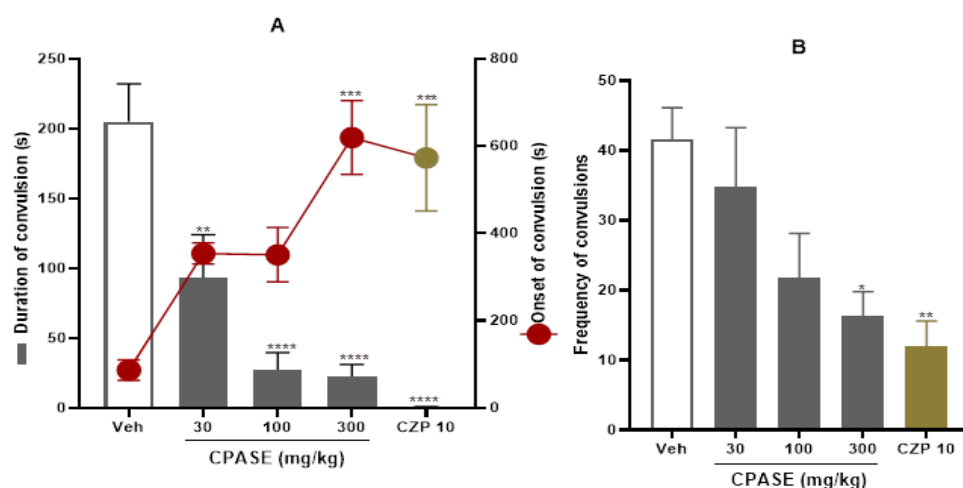 A
Duration of convulsion (s)
250
200
150
100
50
0
800
600
400
200
0
Onset of convulsion (s)
**
****
****
***
***
****
Veh
30
100
300
CZP 10
CPASE (mg/kg)
B
Frequency of convulsions
50
40
30
20
10
0
*
**
Veh
30
100
300
CZP 10
CPASE (mg/kg)